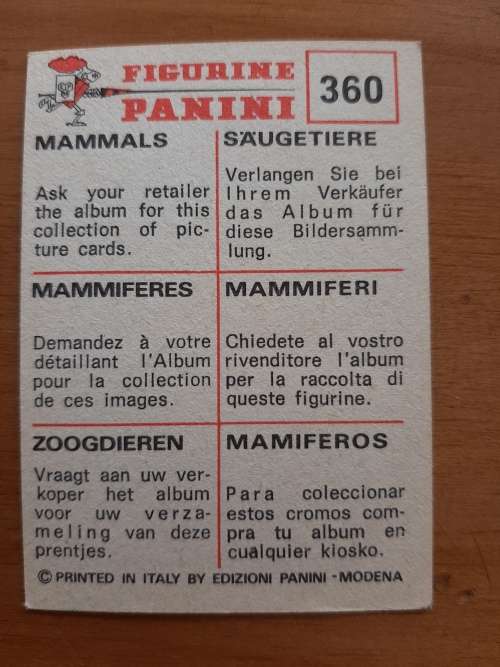 FIGURINE
PANINI
360
MAMMALS
Ask your retailer
the album for this
collection of pic-
ture cards.
SÄUGETIERE
Verlangen Sie bei
Ihrem Verkäufer
das Album für
diese Bildersamm-
lung.
MAMMIFERES
Demandez à votre
détaillant l'Album
pour la collection
de ces images.
MAMMIFERI
Chiedete al vostro
rivenditore l'album
per la raccolta di
queste figurine.
ZOOGDIEREN
Vraagt aan uw ver-
koper het album
voor uw verza-
meling van deze
prentjes.
MAMIFEROS
Para coleccionar
estos cromos com-
pra tu album en
cualquier kiosko.
© PRINTED IN ITALY BY EDIZIONI PANINI - MODENA